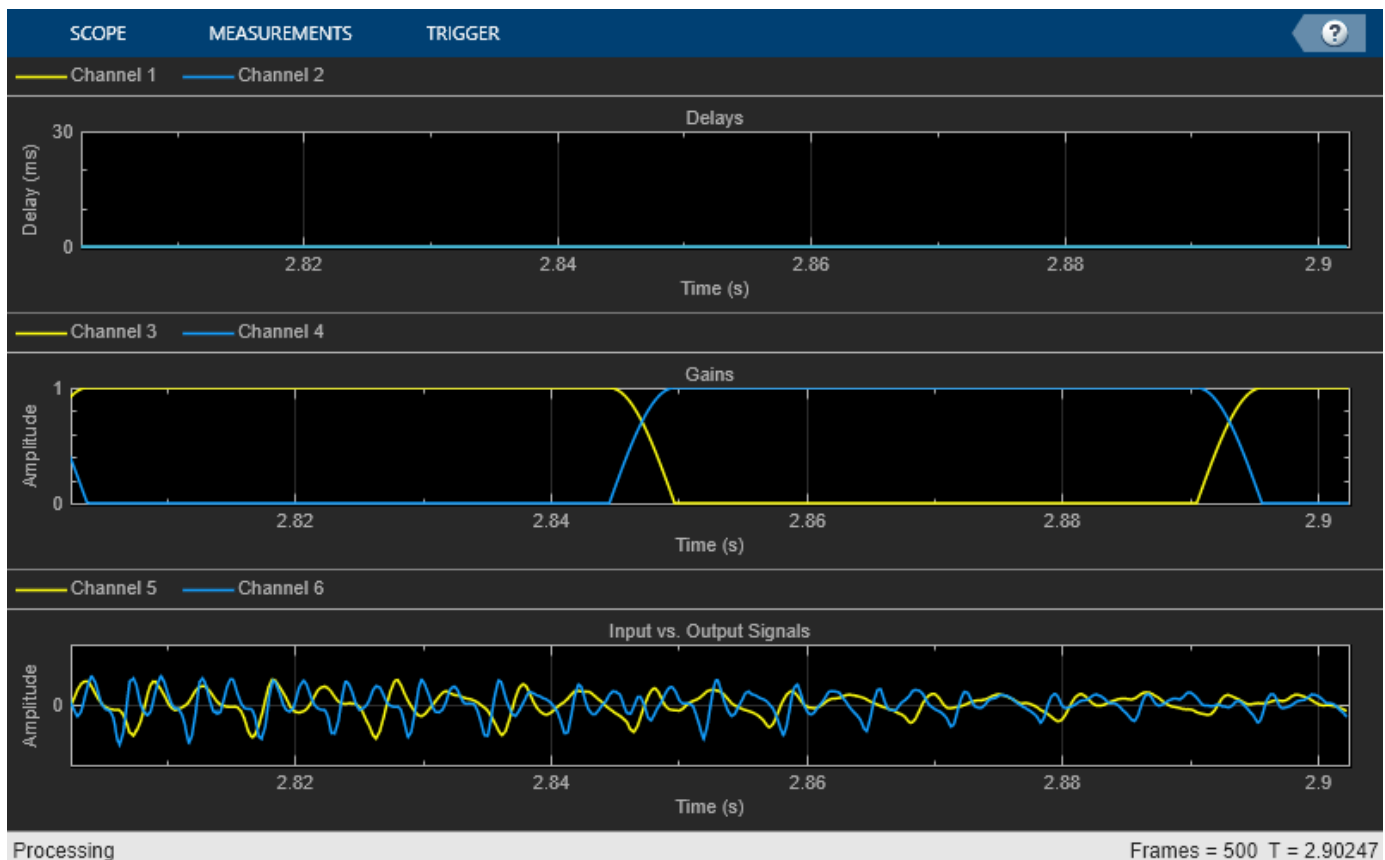 SCOPE MEASUREMENTS TRIGGER ?
Channel 1 Channel 2
Delays
30
Delay (ms)
0
2.82 2.84 2.86 2.88 2.9
Time (s)
Channel 3 Channel 4
Gains
1
Amplitude
0
2.82 2.84 2.86 2.88 2.9
Time (s)
Channel 5 Channel 6
Input vs. Output Signals
Amplitude
0
2.82 2.84 2.86 2.88 2.9
Time (s)
Processing Frames = 500 T = 2.90247